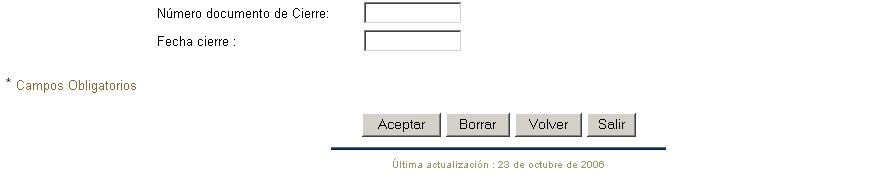 Número documento de Cierre:
Fecha cierre :
* Campos Obligatorios
Aceptar Borrar Volver Salir
Última actualización : 23 de octubre de 2006